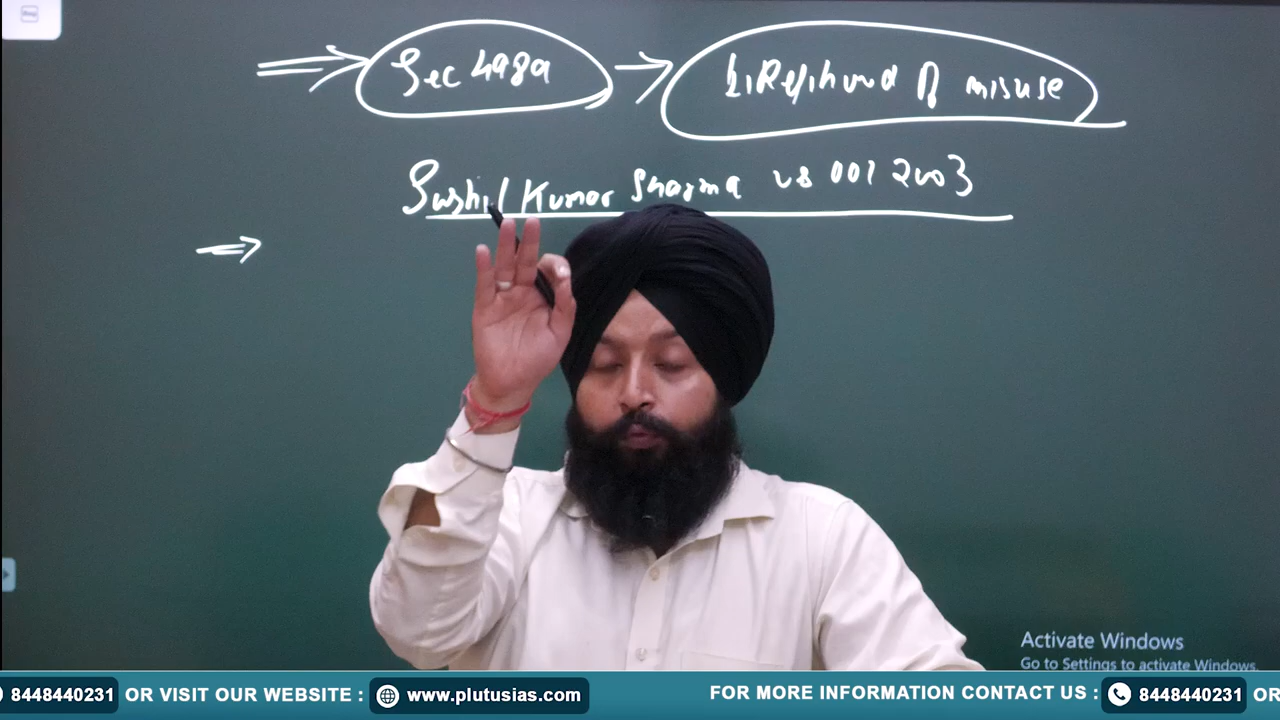 Sec 498a → Likelihood of misuse
Sushil Kumar Sharma vs UOI 2003
Activate Windows
Go to Settings to activate Windows.
8448440231 OR VISIT OUR WEBSITE : www.plutusias.com FOR MORE INFORMATION CONTACT US : 8448440231 OR